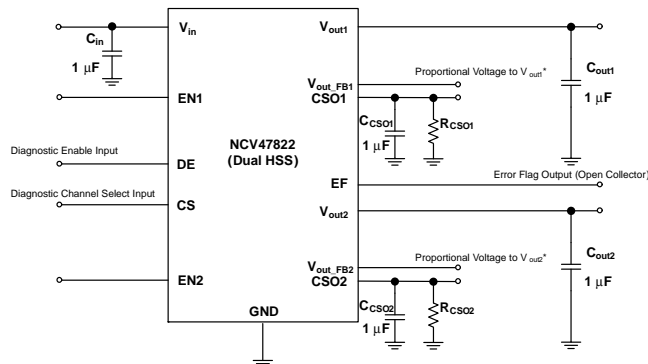 Vin
Vout1
Cin
1 µF
Cout1
1 µF
Proportional Voltage to Vout1*
Vout_FB1
EN1
CSO1
CCSO1
1 µF
RCSO1
NCV47822
(Dual HSS)
Diagnostic Enable Input
DE
EF
Error Flag Output (Open Collector)
Diagnostic Channel Select Input
CS
Vout2
Cout2
1 µF
Proportional Voltage to Vout2*
Vout_FB2
EN2
CSO2
CCSO2
1 µF
RCSO2
GND